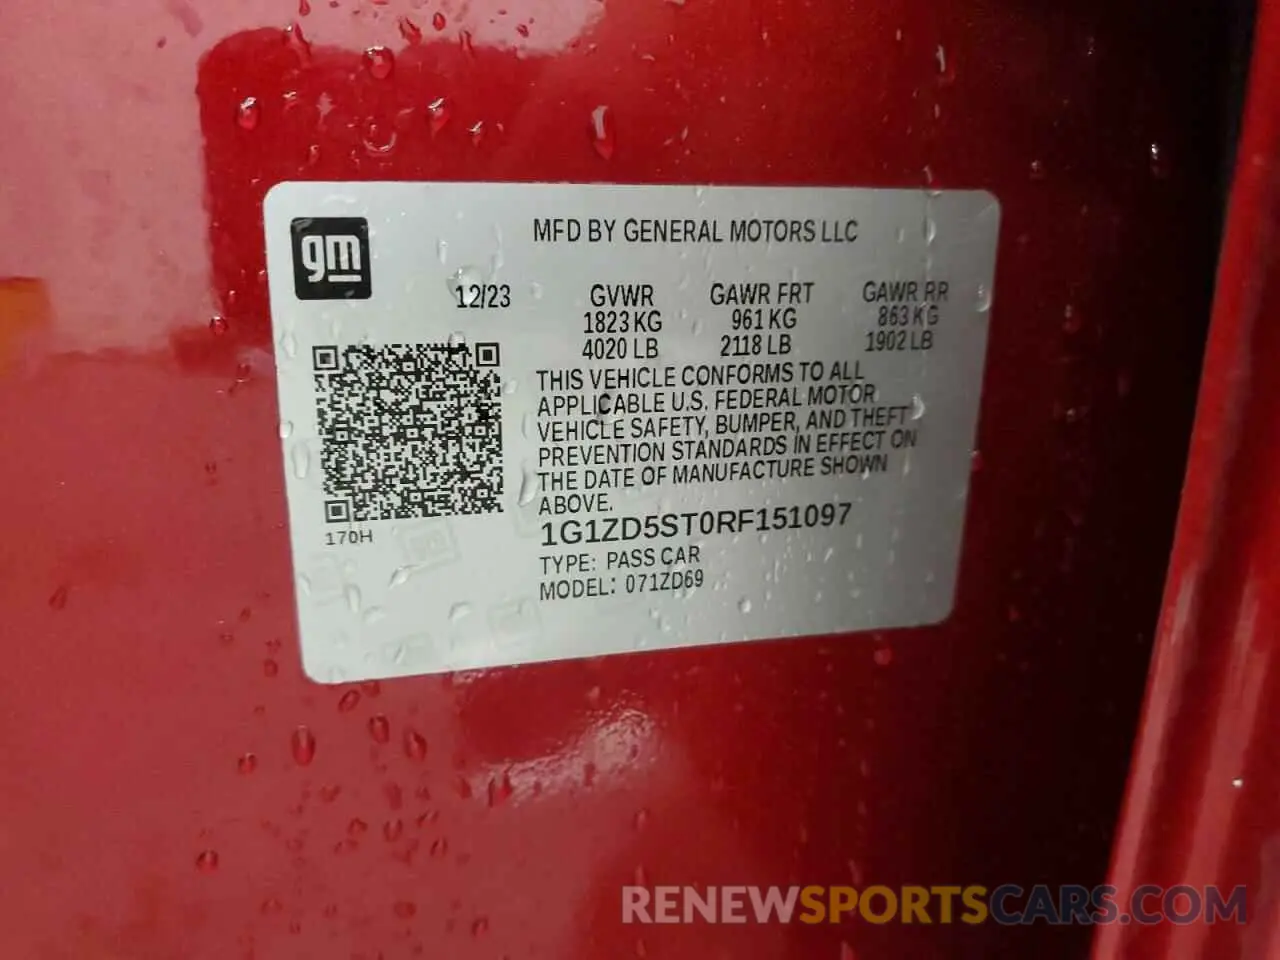 MFD BY GENERAL MOTORS LLC
gm
12/23 GVWR GAWR FRT GAWR RR
1823 KG 961 KG 863 KG
4020 LB 2118 LB 1902 LB
THIS VEHICLE CONFORMS TO ALL
APPLICABLE U.S. FEDERAL MOTOR
VEHICLE SAFETY, BUMPER, AND THEFT
PREVENTION STANDARDS IN EFFECT ON
THE DATE OF MANUFACTURE SHOWN
ABOVE.
1G1ZD5ST0RF151097
170H
TYPE: PASS CAR
MODEL: 071ZD69
RENEWSPORTSCARS.COM